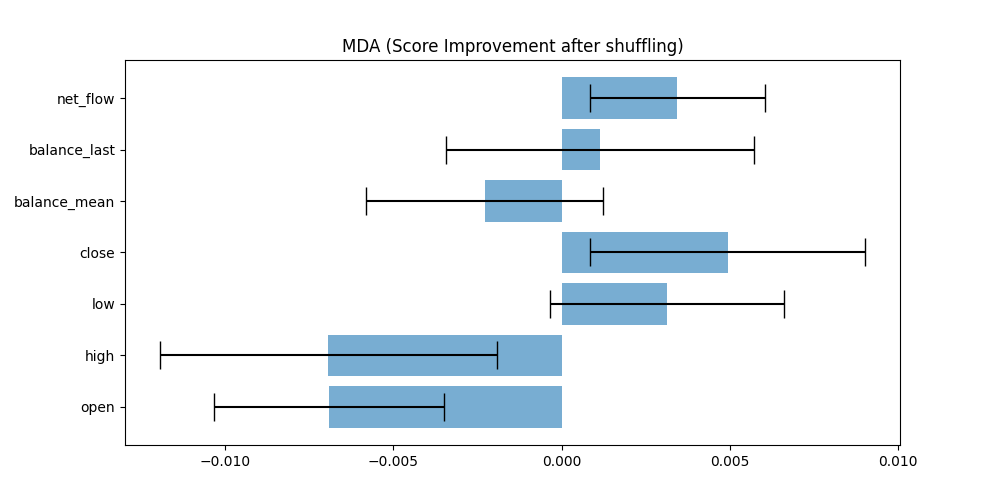 MDA (Score Improvement after shuffling)
net_flow
balance_last
balance_mean
close
low
high
open
−0.010 −0.005 0.000 0.005 0.010